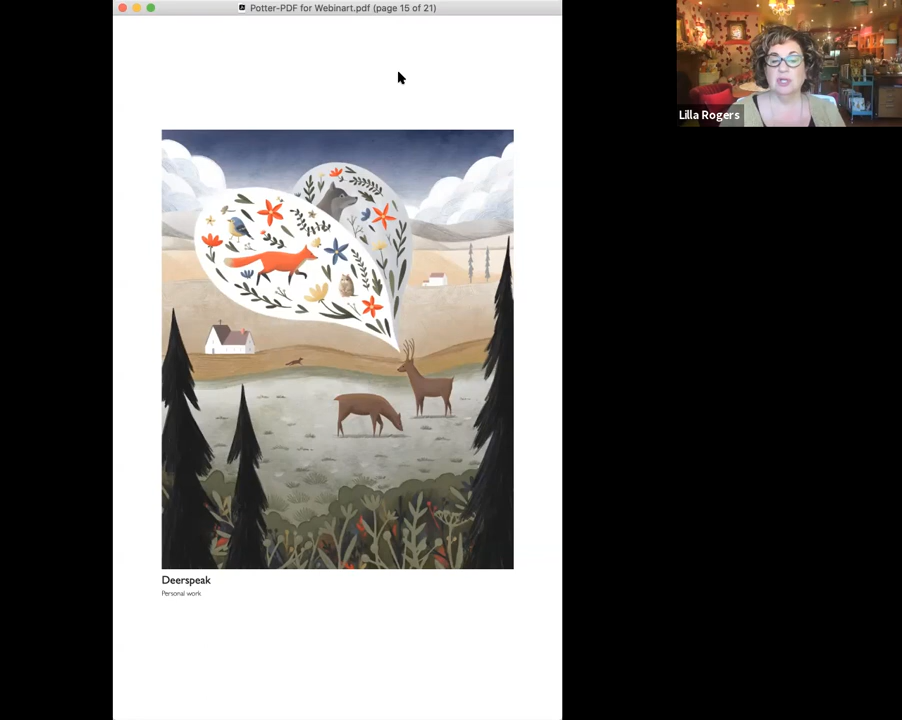 Potter-PDF for Webinart.pdf (page 15 of 21)
Lilla Rogers
Deerspeak
Personal work